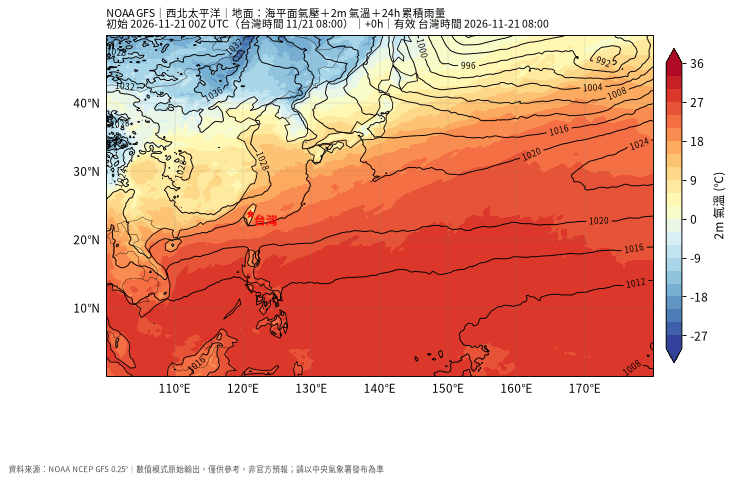 NOAA GFS｜西北太平洋｜地面：海平面氣壓＋2m 氣溫＋24h 累積雨量
初始 2026-11-21 00Z UTC（台灣時間 11/21 08:00）｜+0h｜有效 台灣時間 2026-11-21 08:00
1028
1032
1032
1036
1000
996
992
1004
1008
1016
1020
1024
1028
1028
1020
1016
1012
1016
1008
台灣
40°N
30°N
20°N
10°N
110°E 120°E 130°E 140°E 150°E 160°E 170°E
36
27
18
9
0
-9
-18
-27
2m 氣溫 (°C)
資料來源：NOAA NCEP GFS 0.25°｜數值模式原始輸出，僅供參考，非官方預報；請以中央氣象署發布為準